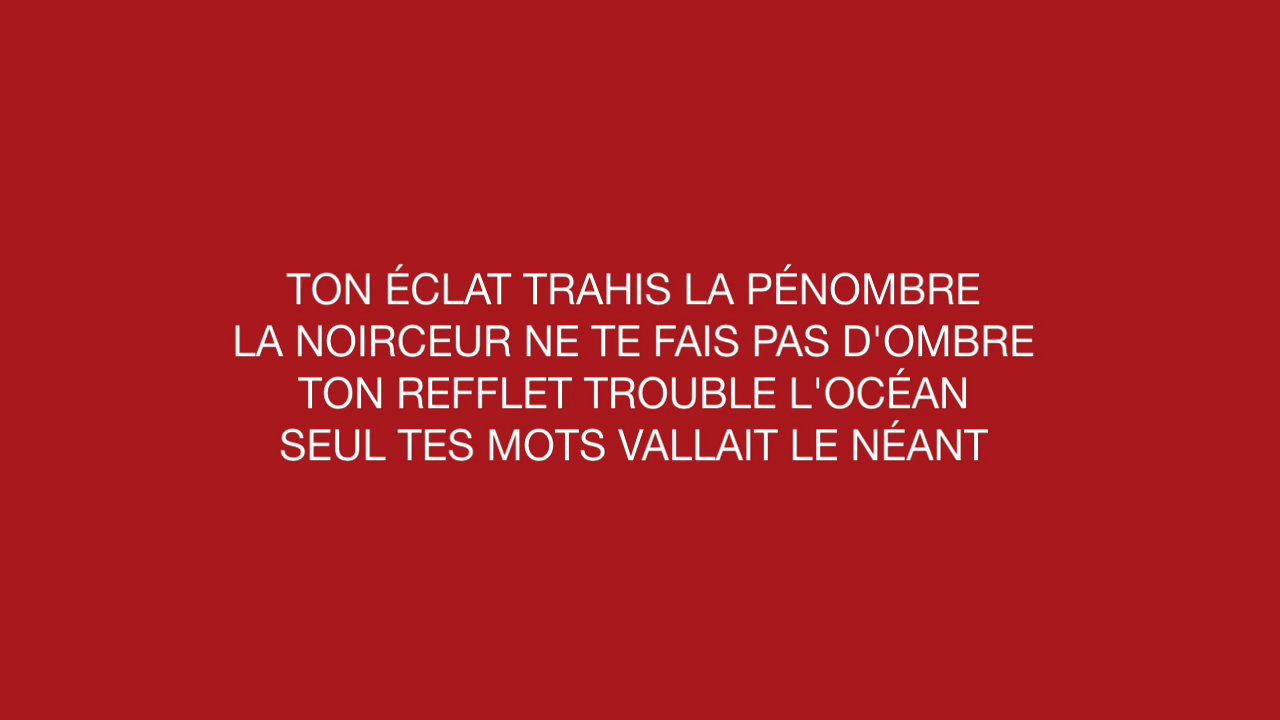 TON ÉCLAT TRAHIS LA PÉNOMBRE
LA NOIRCEUR NE TE FAIS PAS D'OMBRE
TON REFFLET TROUBLE L'OCÉAN
SEUL TES MOTS VALLAIT LE NÉANT